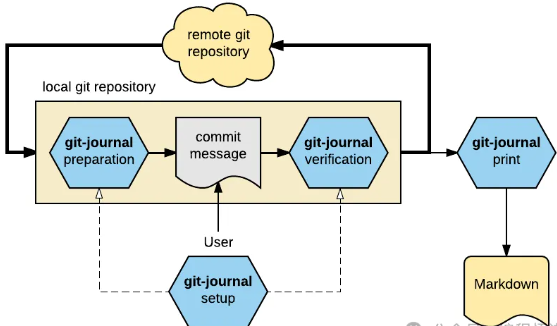 remote git
repository
local git repository
git-journal
preparation
commit
message
git-journal
verification
git-journal
print
User
git-journal
setup
Markdown